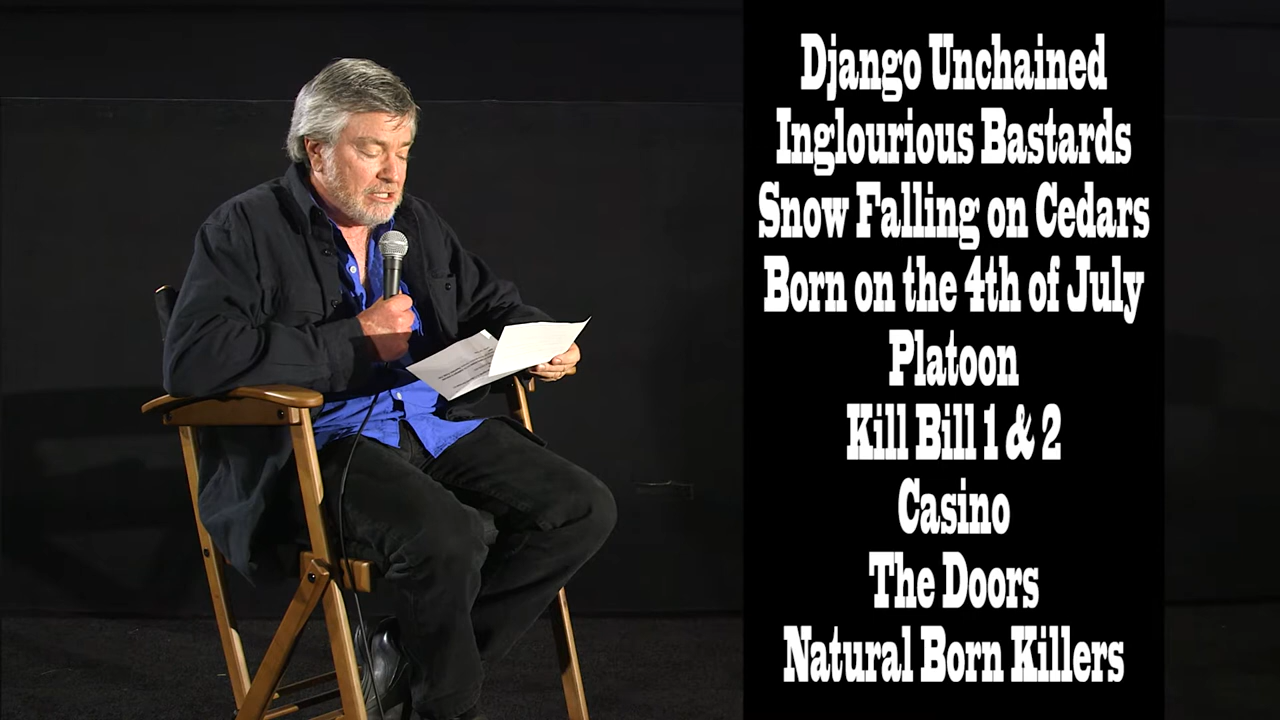 Django Unchained
Inglourious Bastards
Snow Falling on Cedars
Born on the 4th of July
Platoon
Kill Bill 1 & 2
Casino
The Doors
Natural Born Killers